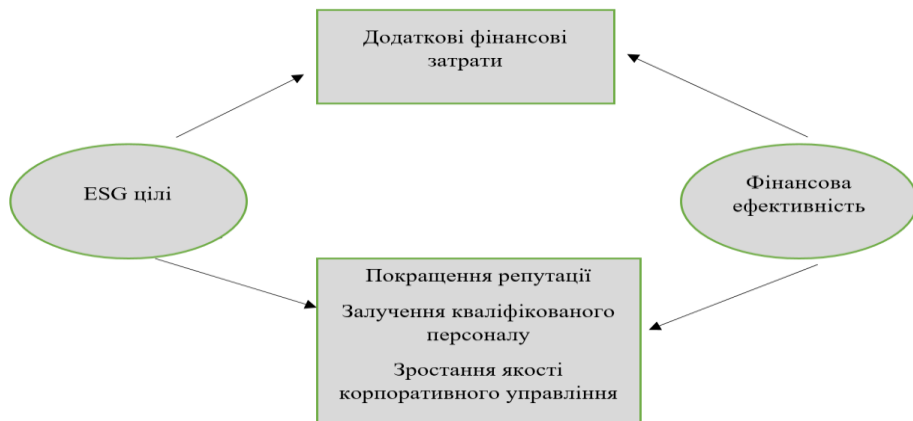 Додаткові фінансові
затрати
ESG цілі
Фінансова
ефективність
Покращення репутації
Залучення кваліфікованого
персоналу
Зростання якості
корпоративного управління